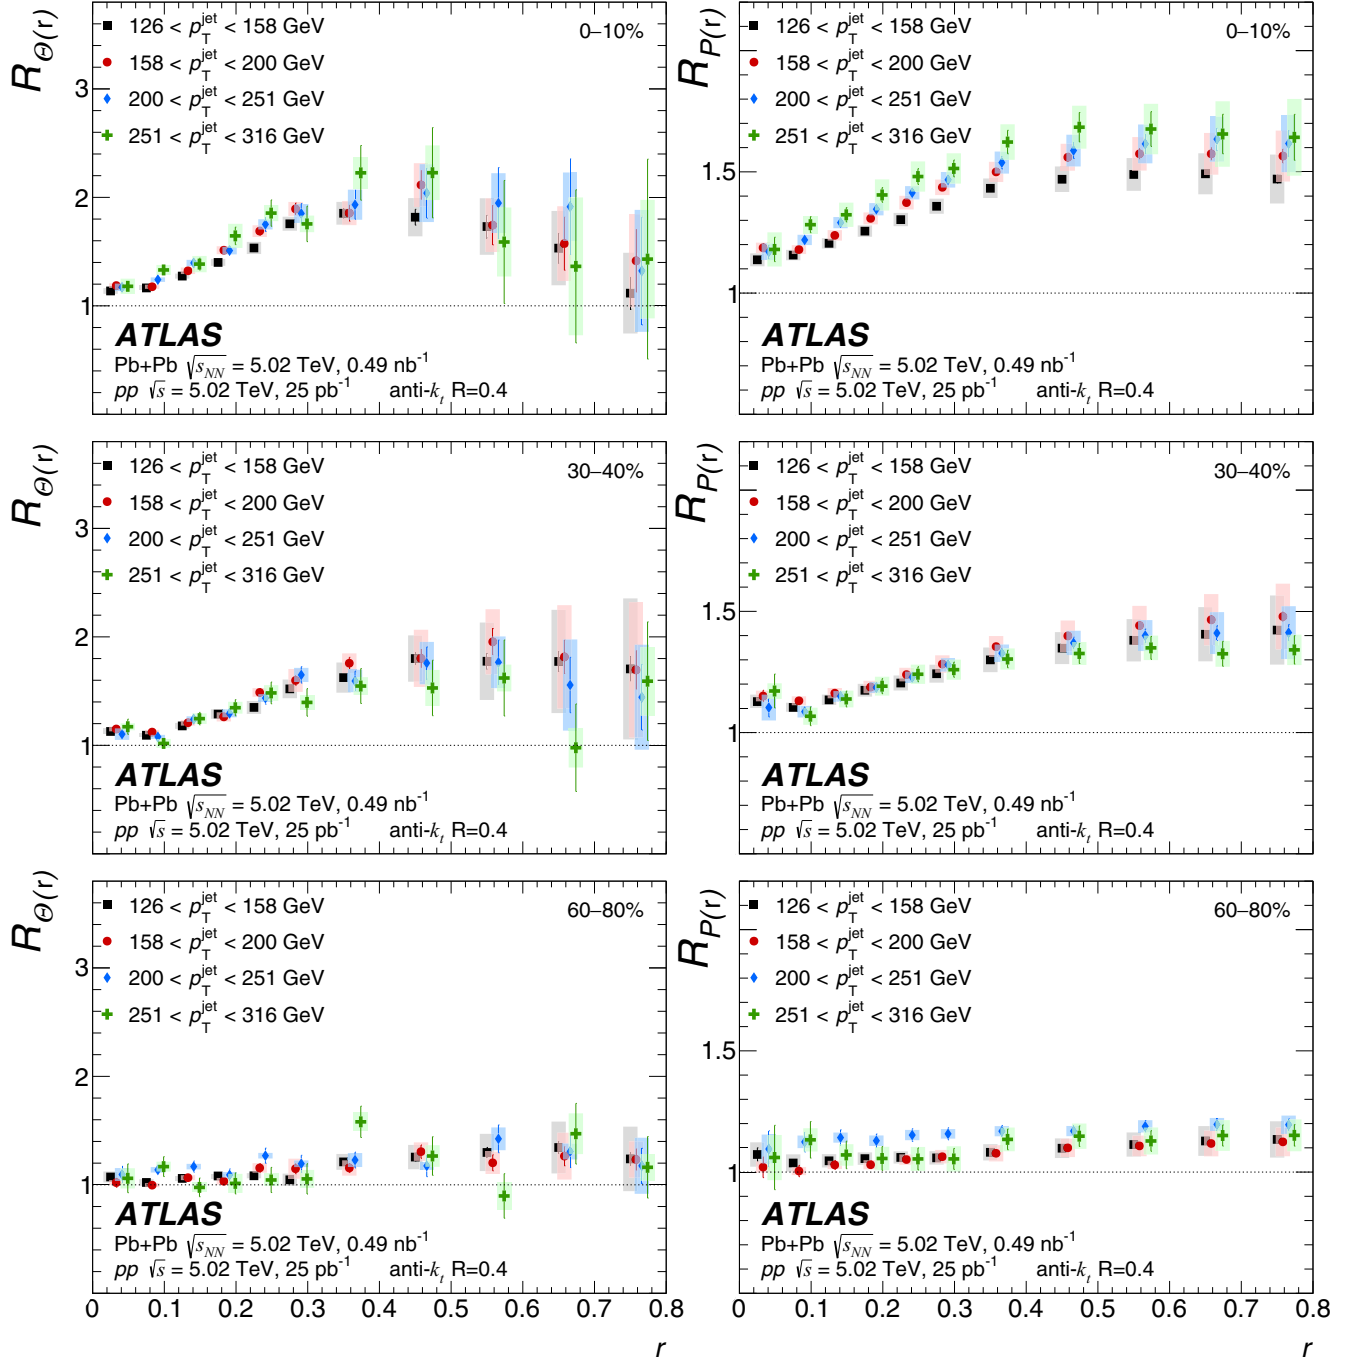 R_Θ(r)
126 < p_T^jet < 158 GeV
0–10%
158 < p_T^jet < 200 GeV
200 < p_T^jet < 251 GeV
251 < p_T^jet < 316 GeV
3
2
1
ATLAS
Pb+Pb √s_NN = 5.02 TeV, 0.49 nb⁻¹
pp √s = 5.02 TeV, 25 pb⁻¹ anti-k_t R=0.4
R_P(r)
126 < p_T^jet < 158 GeV
0–10%
158 < p_T^jet < 200 GeV
200 < p_T^jet < 251 GeV
251 < p_T^jet < 316 GeV
1.5
1
ATLAS
Pb+Pb √s_NN = 5.02 TeV, 0.49 nb⁻¹
pp √s = 5.02 TeV, 25 pb⁻¹ anti-k_t R=0.4
R_Θ(r)
126 < p_T^jet < 158 GeV
30–40%
158 < p_T^jet < 200 GeV
200 < p_T^jet < 251 GeV
251 < p_T^jet < 316 GeV
3
2
1
ATLAS
Pb+Pb √s_NN = 5.02 TeV, 0.49 nb⁻¹
pp √s = 5.02 TeV, 25 pb⁻¹ anti-k_t R=0.4
R_P(r)
126 < p_T^jet < 158 GeV
30–40%
158 < p_T^jet < 200 GeV
200 < p_T^jet < 251 GeV
251 < p_T^jet < 316 GeV
1.5
1
ATLAS
Pb+Pb √s_NN = 5.02 TeV, 0.49 nb⁻¹
pp √s = 5.02 TeV, 25 pb⁻¹ anti-k_t R=0.4
R_Θ(r)
126 < p_T^jet < 158 GeV
60–80%
158 < p_T^jet < 200 GeV
200 < p_T^jet < 251 GeV
251 < p_T^jet < 316 GeV
3
2
1
ATLAS
Pb+Pb √s_NN = 5.02 TeV, 0.49 nb⁻¹
pp √s = 5.02 TeV, 25 pb⁻¹ anti-k_t R=0.4
0 0.1 0.2 0.3 0.4 0.5 0.6 0.7 0.8
r
R_P(r)
126 < p_T^jet < 158 GeV
60–80%
158 < p_T^jet < 200 GeV
200 < p_T^jet < 251 GeV
251 < p_T^jet < 316 GeV
1.5
1
ATLAS
Pb+Pb √s_NN = 5.02 TeV, 0.49 nb⁻¹
pp √s = 5.02 TeV, 25 pb⁻¹ anti-k_t R=0.4
0 0.1 0.2 0.3 0.4 0.5 0.6 0.7 0.8
r